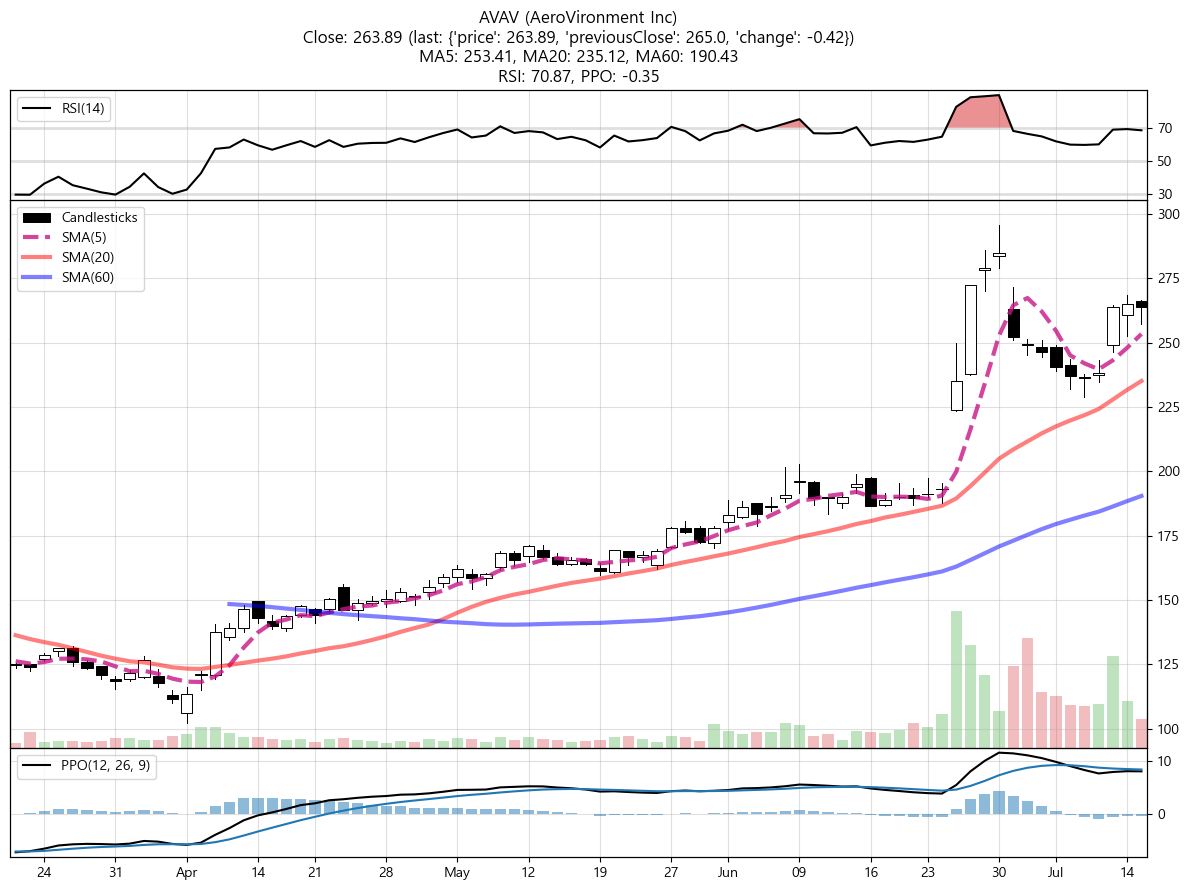 AVAV (AeroVironment Inc)
Close: 263.89 (last: {'price': 263.89, 'previousClose': 265.0, 'change': -0.42})
MA5: 253.41, MA20: 235.12, MA60: 190.43
RSI: 70.87, PPO: -0.35
RSI(14)
70
50
30
Candlesticks
SMA(5)
SMA(20)
SMA(60)
300
275
250
225
200
175
150
125
100
PPO(12, 26, 9)
10
0
24 31 Apr 14 21 28 May 12 19 27 Jun 09 16 23 30 Jul 14